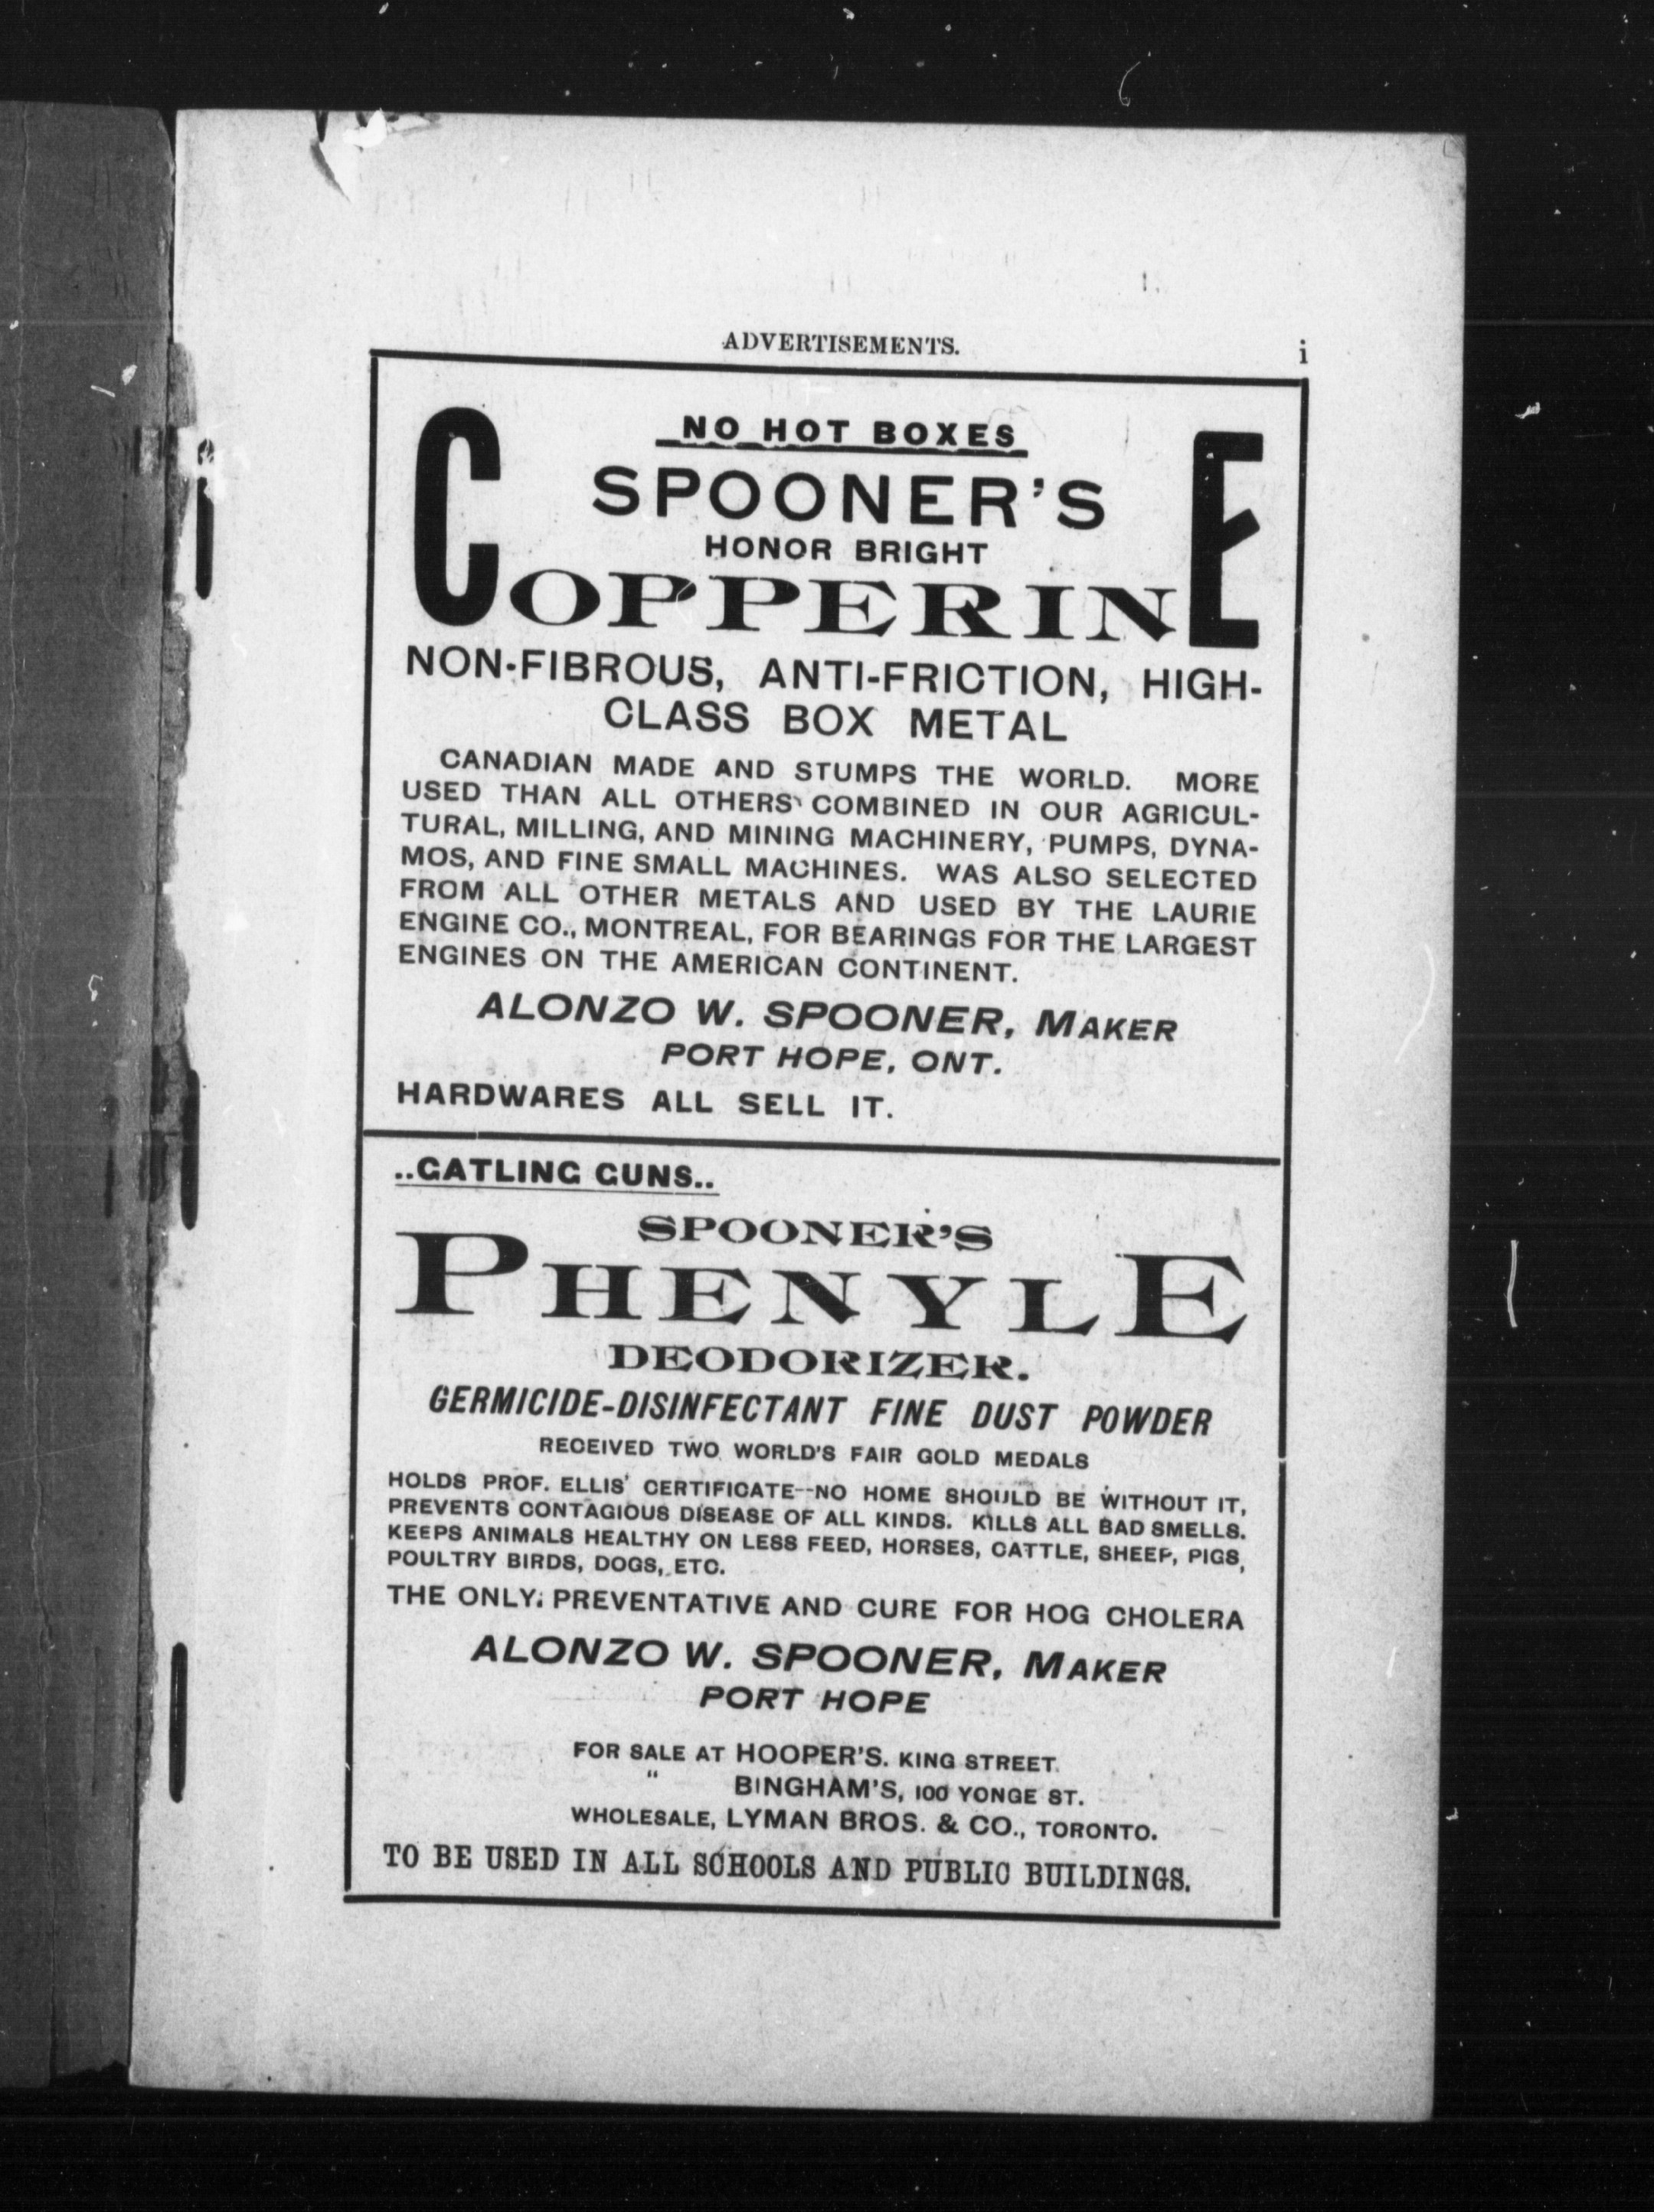 ADVERTISEMENTS. i
NO HOT BOXES
SPOONER'S
HONOR BRIGHT
COPPERINE
NON-FIBROUS, ANTI-FRICTION, HIGH-
CLASS BOX METAL
CANADIAN MADE AND STUMPS THE WORLD. MORE
USED THAN ALL OTHERS COMBINED IN OUR AGRICUL-
TURAL, MILLING, AND MINING MACHINERY, PUMPS, DYNA-
MOS, AND FINE SMALL MACHINES. WAS ALSO SELECTED
FROM ALL OTHER METALS AND USED BY THE LAURIE
ENGINE CO., MONTREAL, FOR BEARINGS FOR THE LARGEST
ENGINES ON THE AMERICAN CONTINENT.
ALONZO W. SPOONER, MAKER
PORT HOPE, ONT.
HARDWARES ALL SELL IT.
..GATLING GUNS..
SPOONER'S
PHENYLE
DEODORIZER.
GERMICIDE-DISINFECTANT FINE DUST POWDER
RECEIVED TWO WORLD'S FAIR GOLD MEDALS
HOLDS PROF. ELLIS' CERTIFICATE--NO HOME SHOULD BE WITHOUT IT,
PREVENTS CONTAGIOUS DISEASE OF ALL KINDS. KILLS ALL BAD SMELLS.
KEEPS ANIMALS HEALTHY ON LESS FEED, HORSES, CATTLE, SHEEP, PIGS,
POULTRY BIRDS, DOGS, ETC.
THE ONLY PREVENTATIVE AND CURE FOR HOG CHOLERA
ALONZO W. SPOONER, MAKER
PORT HOPE
FOR SALE AT HOOPER'S. KING STREET.
" BINGHAM'S, 100 YONGE ST.
WHOLESALE, LYMAN BROS. & CO., TORONTO.
TO BE USED IN ALL SCHOOLS AND PUBLIC BUILDINGS.